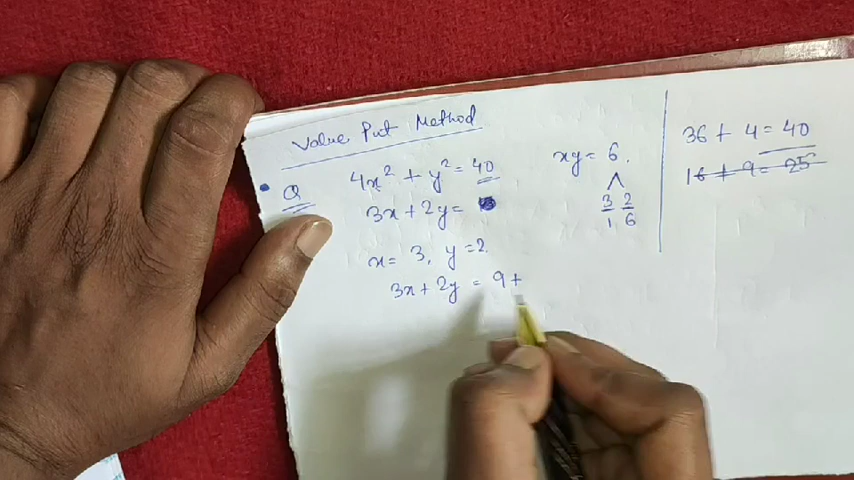 Value Put Method
Q 4x² + y² = 40
3x + 2y =
x = 3, y = 2
3x + 2y = 9 +
xy = 6.
3 2
1 6
36 + 4 = 40
16 + 9 = 25